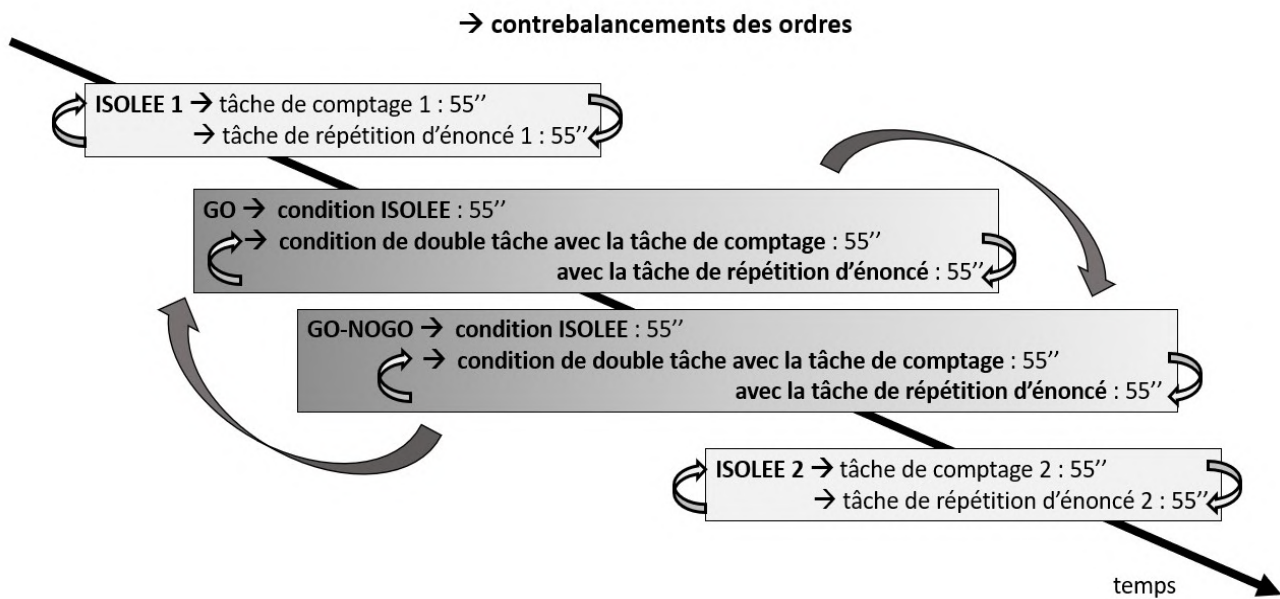 → contrebalancements des ordres
ISOLEE 1 → tâche de comptage 1 : 55’’
→ tâche de répétition d’énoncé 1 : 55’’
GO → condition ISOLEE : 55’’
→ condition de double tâche avec la tâche de comptage : 55’’
avec la tâche de répétition d’énoncé : 55’’
GO-NOGO → condition ISOLEE : 55’’
→ condition de double tâche avec la tâche de comptage : 55’’
avec la tâche de répétition d’énoncé : 55’’
ISOLEE 2 → tâche de comptage 2 : 55’’
→ tâche de répétition d’énoncé 2 : 55’’
temps